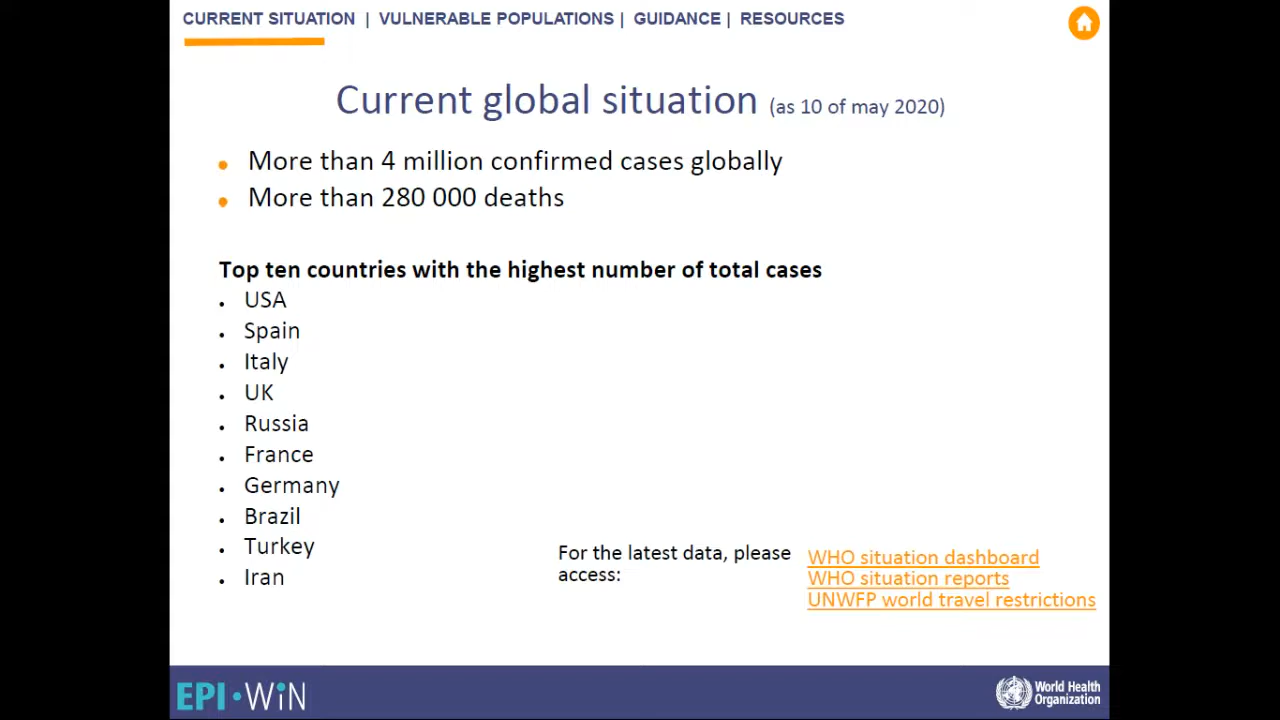 CURRENT SITUATION | VULNERABLE POPULATIONS | GUIDANCE | RESOURCES
Current global situation (as 10 of may 2020)
• More than 4 million confirmed cases globally
• More than 280 000 deaths
Top ten countries with the highest number of total cases
• USA
• Spain
• Italy
• UK
• Russia
• France
• Germany
• Brazil
• Turkey
• Iran
For the latest data, please
access:
WHO situation dashboard
WHO situation reports
UNWFP world travel restrictions
EPI•WiN
World Health
Organization